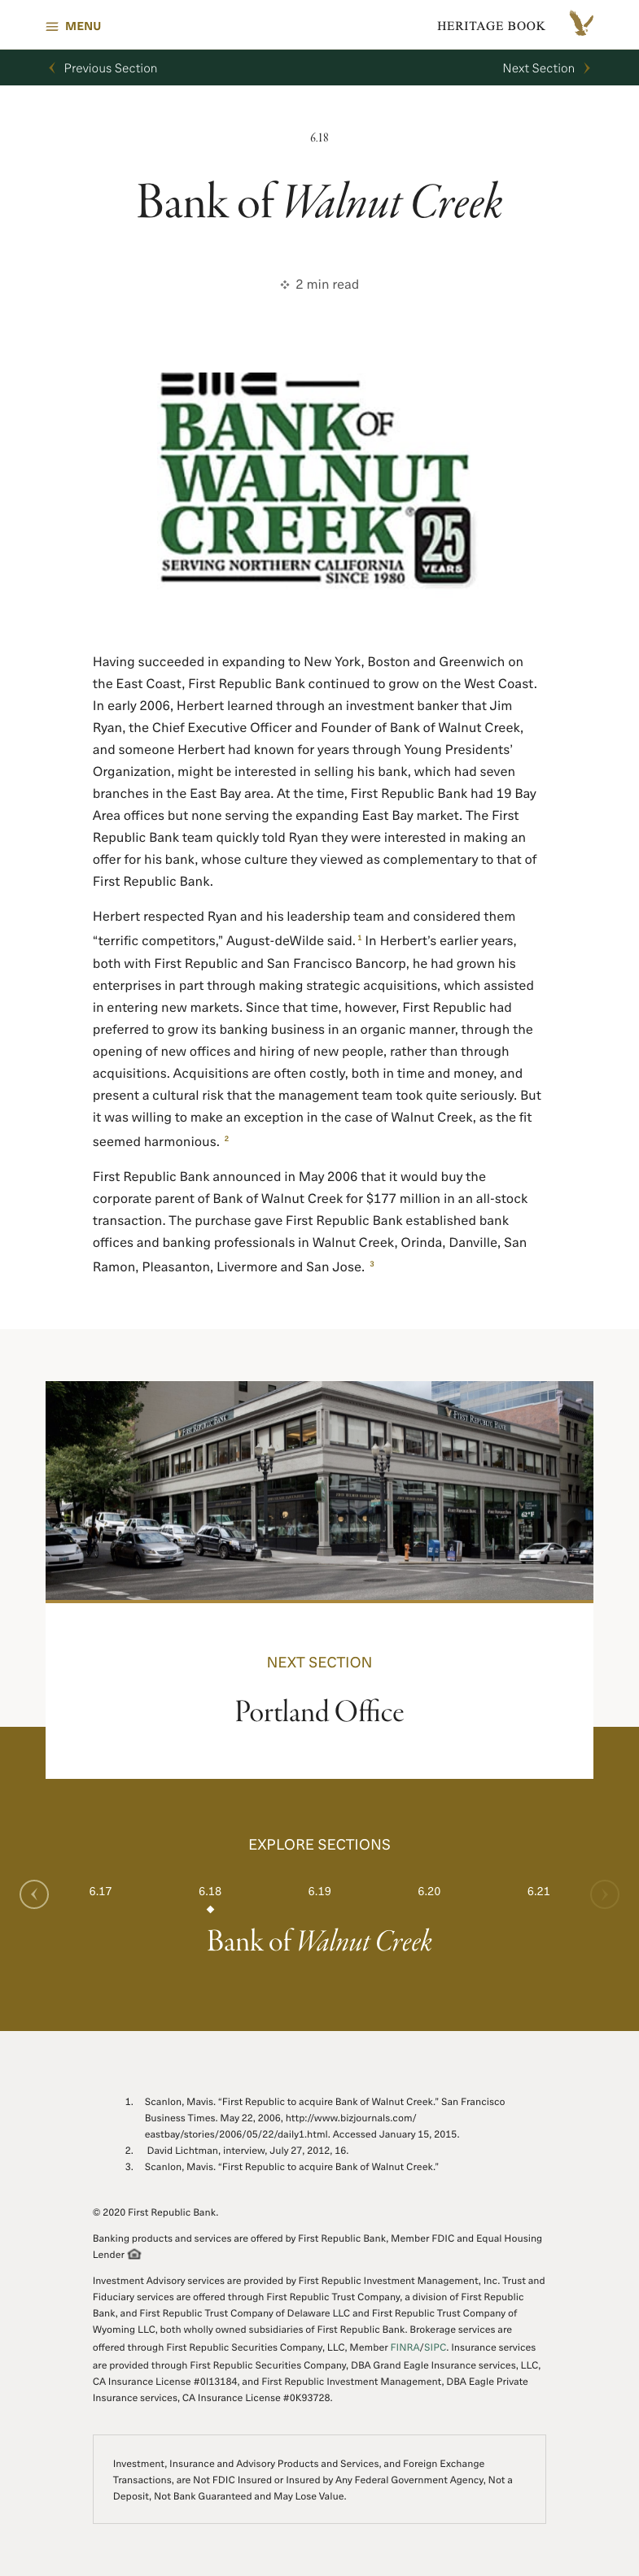 MENU
HERITAGE BOOK
Previous Section
Next Section
6.18
Bank of Walnut Creek
2 min read
BANK OF
WALNUT
CREEK
SERVING NORTHERN CALIFORNIA
SINCE 1980
25
YEARS
Having succeeded in expanding to New York, Boston and Greenwich on
the East Coast, First Republic Bank continued to grow on the West Coast.
In early 2006, Herbert learned through an investment banker that Jim
Ryan, the Chief Executive Officer and Founder of Bank of Walnut Creek,
and someone Herbert had known for years through Young Presidents’
Organization, might be interested in selling his bank, which had seven
branches in the East Bay area. At the time, First Republic Bank had 19 Bay
Area offices but none serving the expanding East Bay market. The First
Republic Bank team quickly told Ryan they were interested in making an
offer for his bank, whose culture they viewed as complementary to that of
First Republic Bank.
Herbert respected Ryan and his leadership team and considered them
“terrific competitors,” August-deWilde said. 1 In Herbert’s earlier years,
both with First Republic and San Francisco Bancorp, he had grown his
enterprises in part through making strategic acquisitions, which assisted
in entering new markets. Since that time, however, First Republic had
preferred to grow its banking business in an organic manner, through the
opening of new offices and hiring of new people, rather than through
acquisitions. Acquisitions are often costly, both in time and money, and
present a cultural risk that the management team took quite seriously. But
it was willing to make an exception in the case of Walnut Creek, as the fit
seemed harmonious. 2
First Republic Bank announced in May 2006 that it would buy the
corporate parent of Bank of Walnut Creek for $177 million in an all-stock
transaction. The purchase gave First Republic Bank established bank
offices and banking professionals in Walnut Creek, Orinda, Danville, San
Ramon, Pleasanton, Livermore and San Jose. 3
First Republic Bank
First Republic Bank
NEXT SECTION
Portland Office
EXPLORE SECTIONS
6.17
6.18
6.19
6.20
6.21
Bank of Walnut Creek
1. Scanlon, Mavis. “First Republic to acquire Bank of Walnut Creek.” San Francisco
Business Times. May 22, 2006, http://www.bizjournals.com/
eastbay/stories/2006/05/22/daily1.html. Accessed January 15, 2015.
2. David Lichtman, interview, July 27, 2012, 16.
3. Scanlon, Mavis. “First Republic to acquire Bank of Walnut Creek.”
© 2020 First Republic Bank.
Banking products and services are offered by First Republic Bank, Member FDIC and Equal Housing
Lender
Investment Advisory services are provided by First Republic Investment Management, Inc. Trust and
Fiduciary services are offered through First Republic Trust Company, a division of First Republic
Bank, and First Republic Trust Company of Delaware LLC and First Republic Trust Company of
Wyoming LLC, both wholly owned subsidiaries of First Republic Bank. Brokerage services are
offered through First Republic Securities Company, LLC, Member FINRA/SIPC. Insurance services
are provided through First Republic Securities Company, DBA Grand Eagle Insurance services, LLC,
CA Insurance License #0I13184, and First Republic Investment Management, DBA Eagle Private
Insurance services, CA Insurance License #0K93728.
Investment, Insurance and Advisory Products and Services, and Foreign Exchange
Transactions, are Not FDIC Insured or Insured by Any Federal Government Agency, Not a
Deposit, Not Bank Guaranteed and May Lose Value.